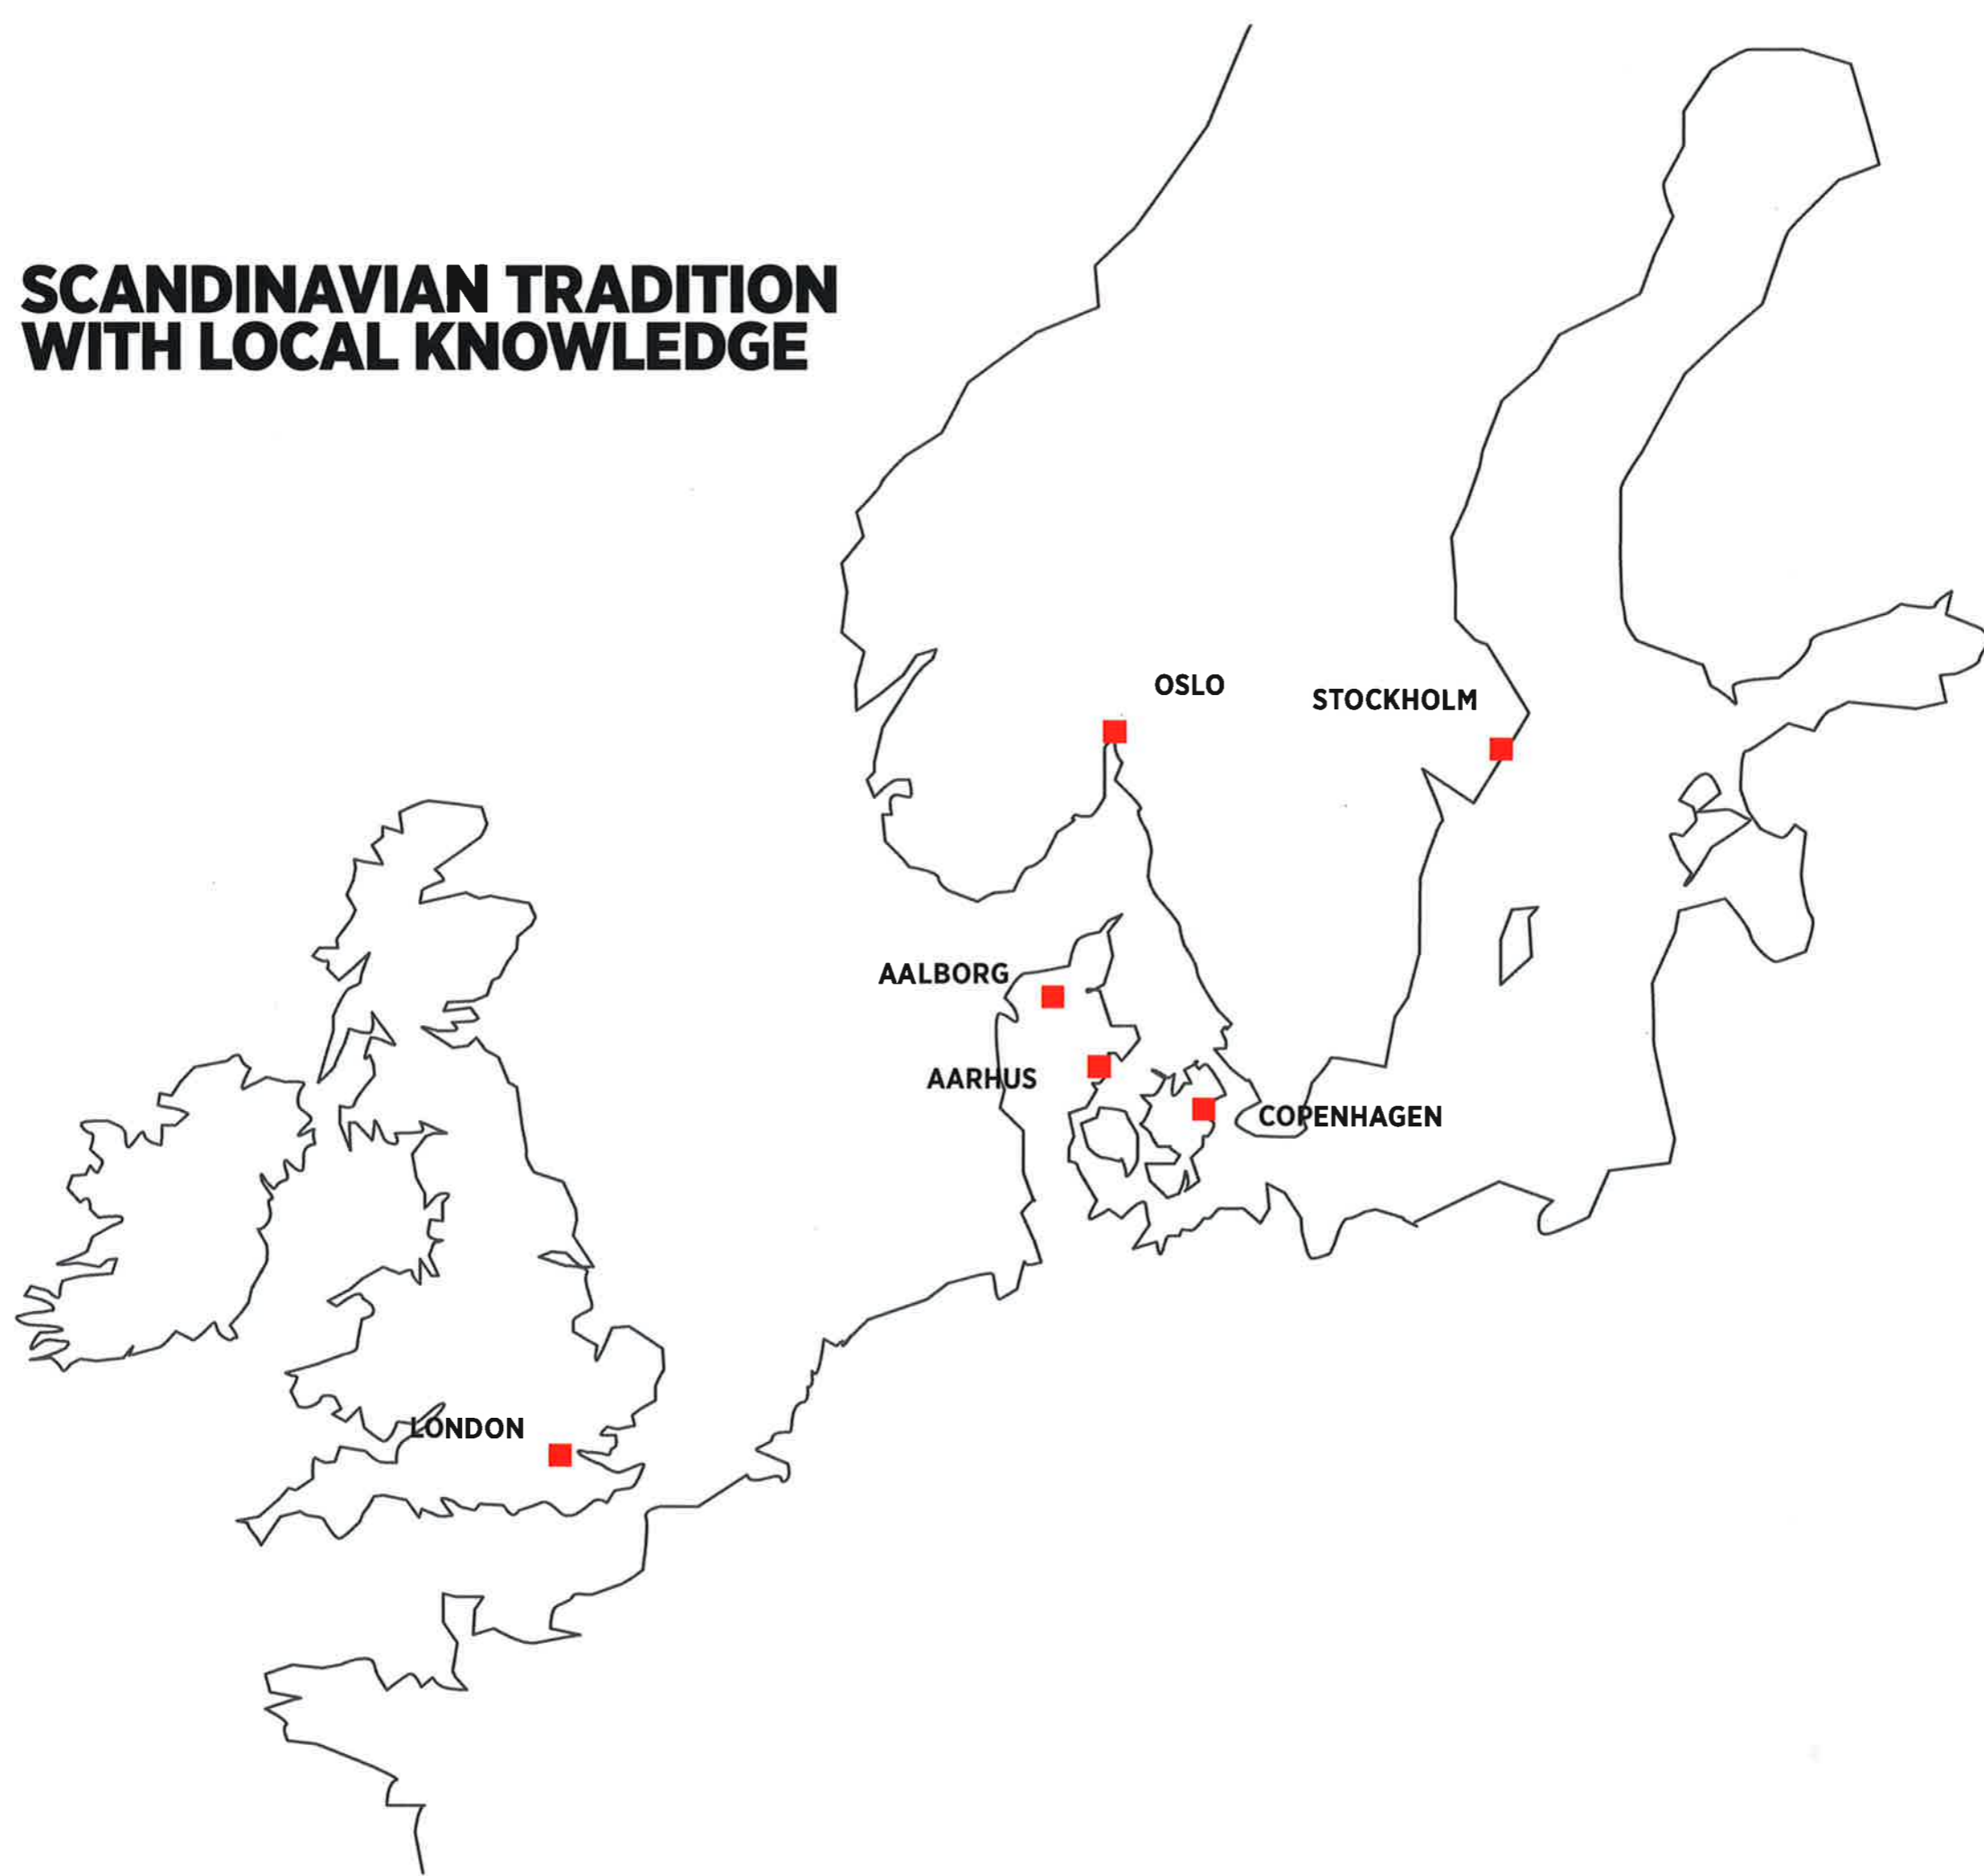 SCANDINAVIAN TRADITION
WITH LOCAL KNOWLEDGE
OSLO
STOCKHOLM
AALBORG
AARHUS
COPENHAGEN
LONDON